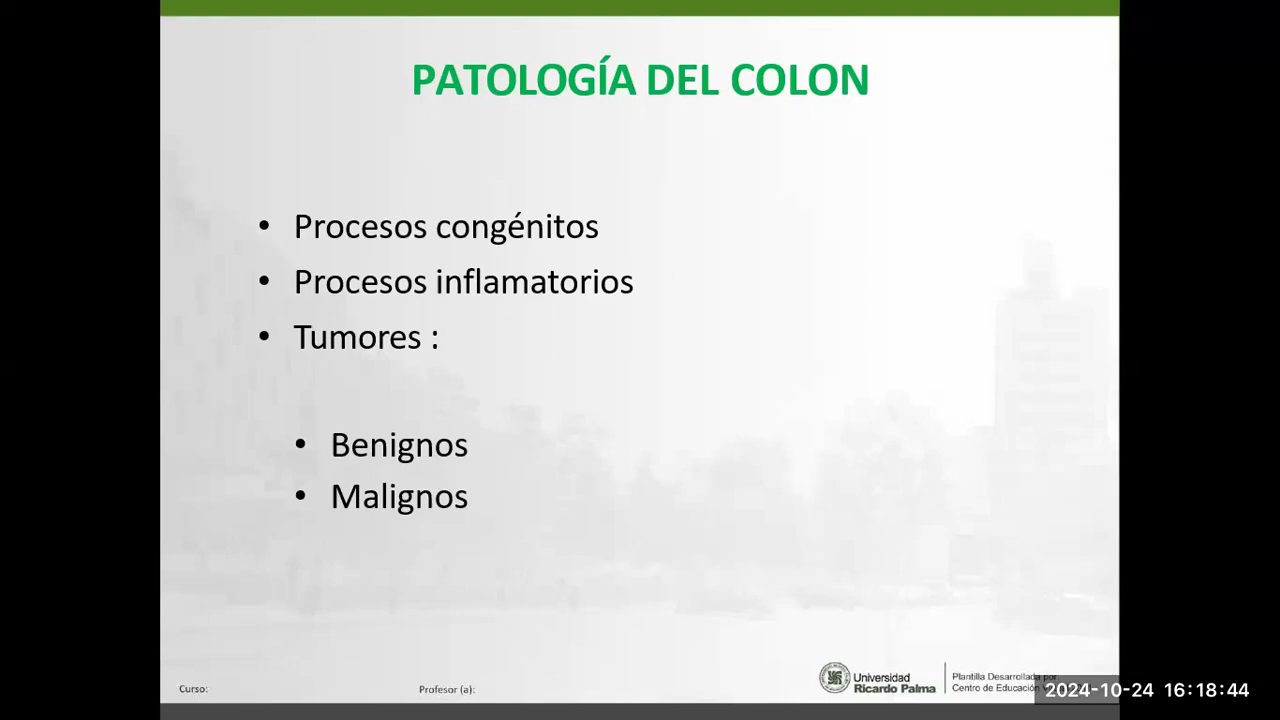 PATOLOGÍA DEL COLON
• Procesos congénitos
• Procesos inflamatorios
• Tumores :
• Benignos
• Malignos
Curso:
Profesor (a):
Universidad
Ricardo Palma
Plantilla Desarrollada por
Centro de Educación
2024-10-24 16:18:44